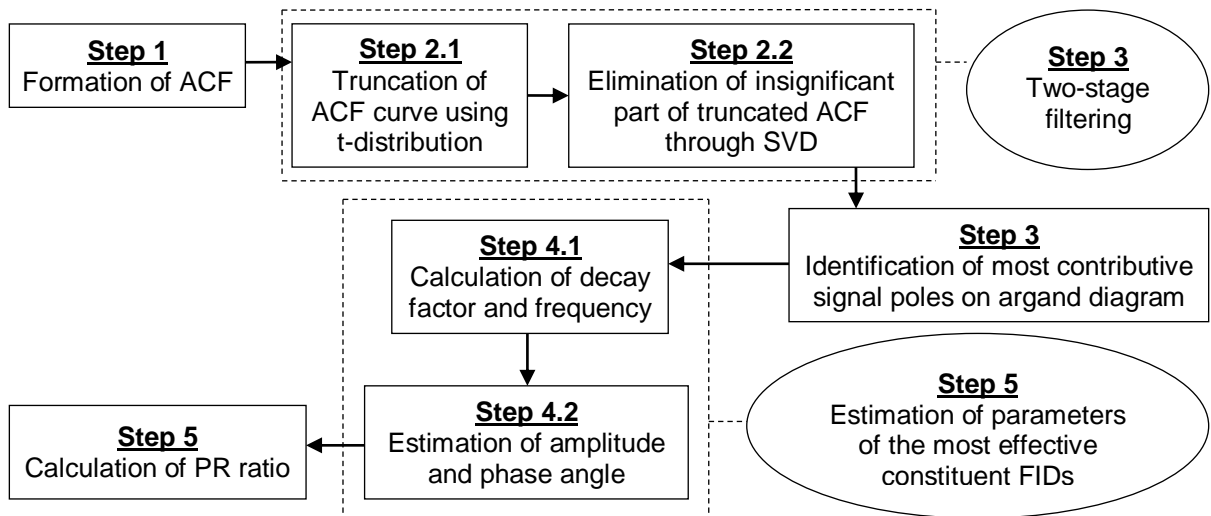 Step 1
Formation of ACF
Step 2.1
Truncation of
ACF curve using
t-distribution
Step 2.2
Elimination of insignificant
part of truncated ACF
through SVD
Step 3
Two-stage
filtering
Step 3
Identification of most contributive
signal poles on argand diagram
Step 4.1
Calculation of decay
factor and frequency
Step 4.2
Estimation of amplitude
and phase angle
Step 5
Estimation of parameters
of the most effective
constituent FIDs
Step 5
Calculation of PR ratio